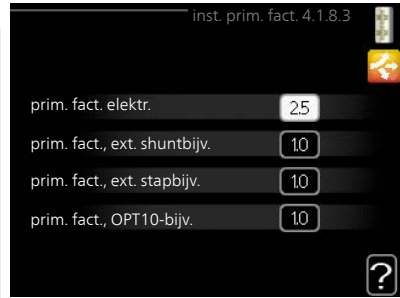 inst. prim. fact. 4.1.8.3
prim. fact. elektr. 2.5
prim. fact., ext. shuntbijv. 1.0
prim. fact., ext. stapbijv. 1.0
prim. fact., OPT10-bijv. 1.0
?